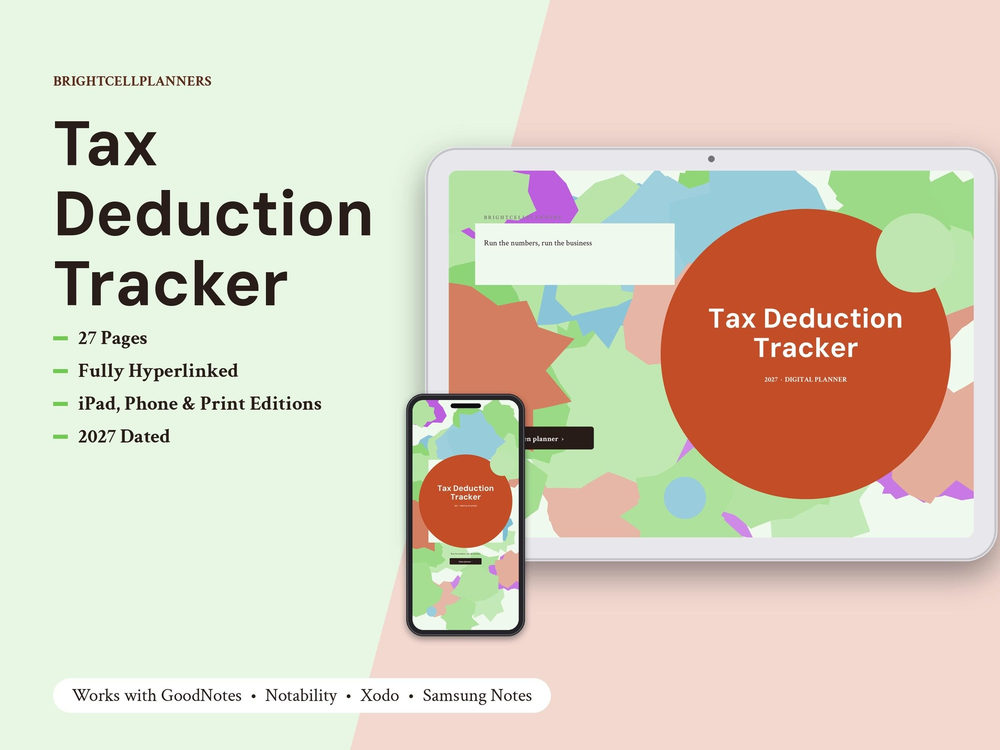 BRIGHTCELLPLANNERS
Tax
Deduction
Tracker
27 Pages
Fully Hyperlinked
iPad, Phone & Print Editions
2027 Dated
Works with GoodNotes • Notability • Xodo • Samsung Notes
Run the numbers, run the business
Tax Deduction
Tracker
2027 · DIGITAL PLANNER
planner ›
Tax Deduction
Tracker